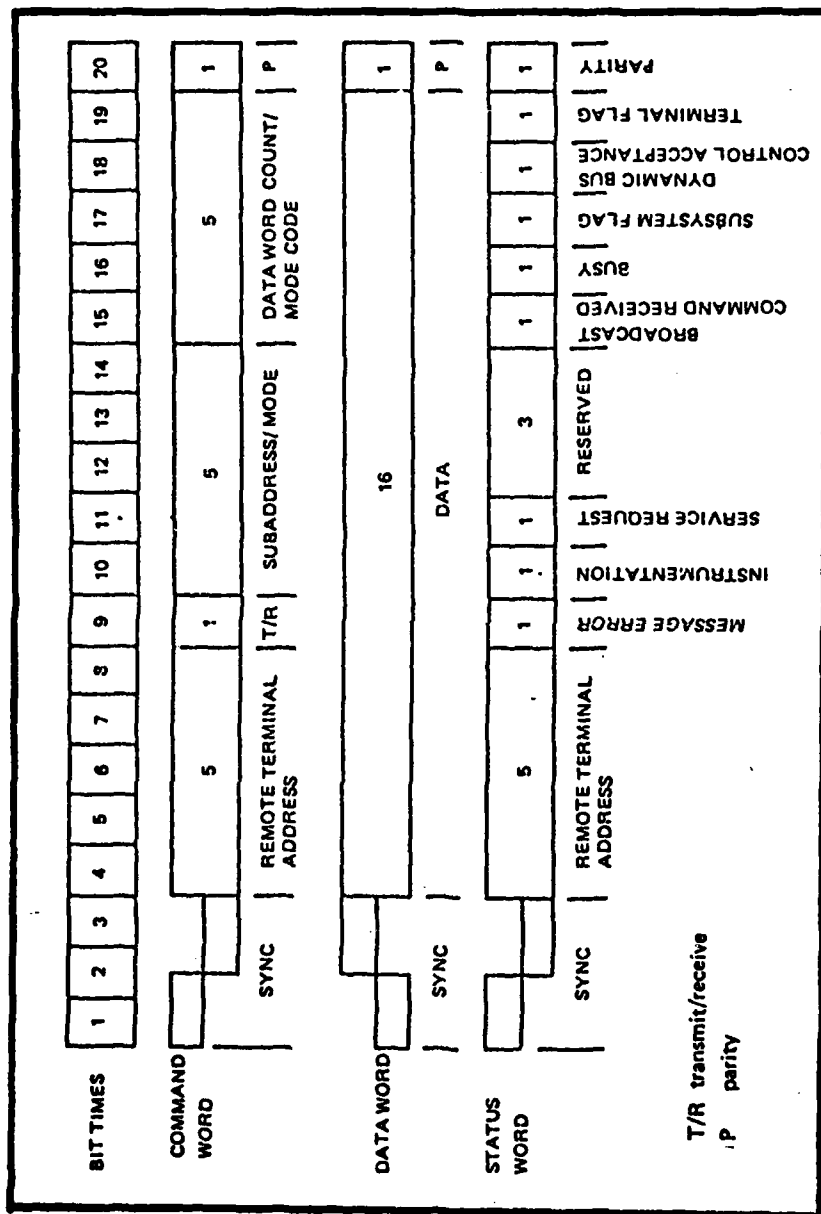 BIT TIMES
1 2 3 4 5 6 7 8 9 10 11 12 13 14 15 16 17 18 19 20
COMMAND
WORD
5 1 5 5 1
SYNC
REMOTE TERMINAL
ADDRESS
T/R
SUBADDRESS/MODE
DATA WORD COUNT/
MODE CODE
P
DATA WORD
16 1
SYNC
DATA
P
STATUS
WORD
5 1 1 1 3 1 1 1 1 1 1
SYNC
REMOTE TERMINAL
ADDRESS
MESSAGE ERROR
INSTRUMENTATION
SERVICE REQUEST
RESERVED
BROADCAST
COMMAND RECEIVED
BUSY
SUBSYSTEM FLAG
DYNAMIC BUS
CONTROL ACCEPTANCE
TERMINAL FLAG
PARITY
T/R transmit/receive
P parity